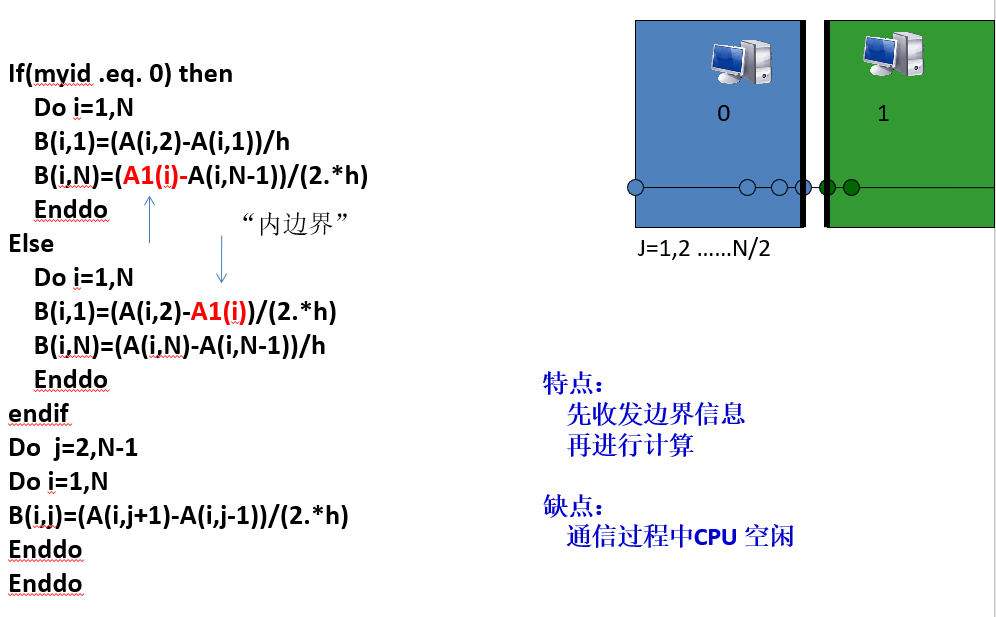 If(myid .eq. 0) then
Do i=1,N
B(i,1)=(A(i,2)-A(i,1))/h
B(i,N)=(A1(i)-A(i,N-1))/(2.*h)
Enddo
“内边界”
Else
Do i=1,N
B(i,1)=(A(i,2)-A1(i))/(2.*h)
B(i,N)=(A(i,N)-A(i,N-1))/h
Enddo
endif
Do  j=2,N-1
Do i=1,N
B(i,j)=(A(i,j+1)-A(i,j-1))/(2.*h)
Enddo
Enddo
0
1
J=1,2 ……N/2
特点：
先收发边界信息
再进行计算
缺点：
通信过程中CPU 空闲